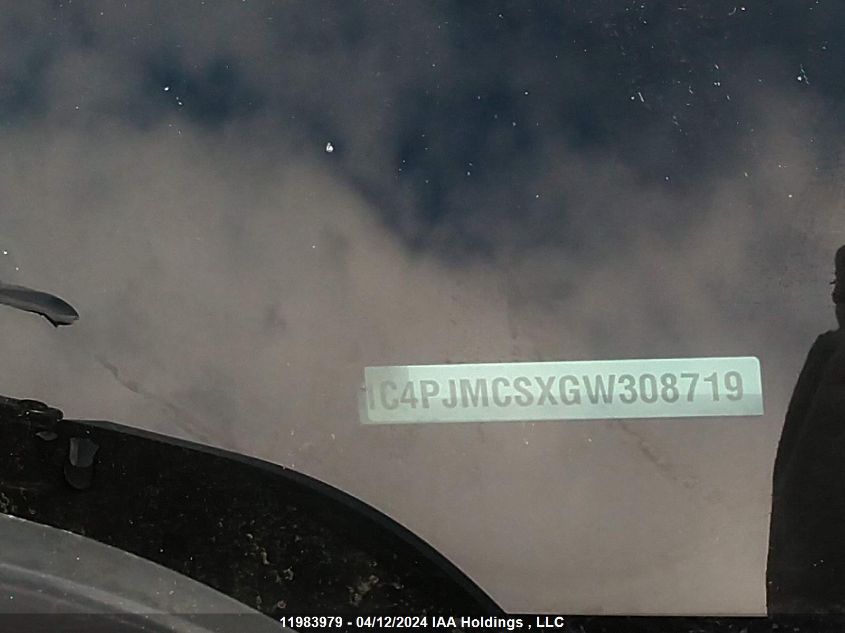 1C4PJMCSXGW308719
11983979 - 04/12/2024 IAA Holdings , LLC